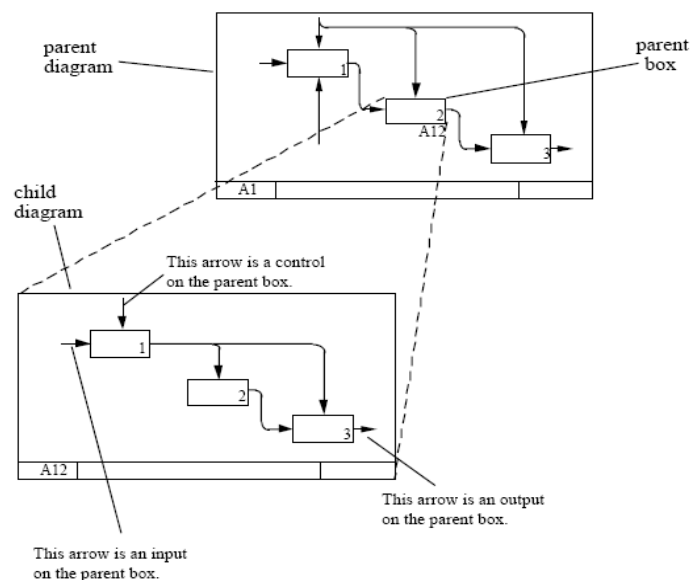 parent
diagram
parent
box
1
2
A12
3
A1
child
diagram
This arrow is a control
on the parent box.
1
2
3
A12
This arrow is an output
on the parent box.
This arrow is an input
on the parent box.